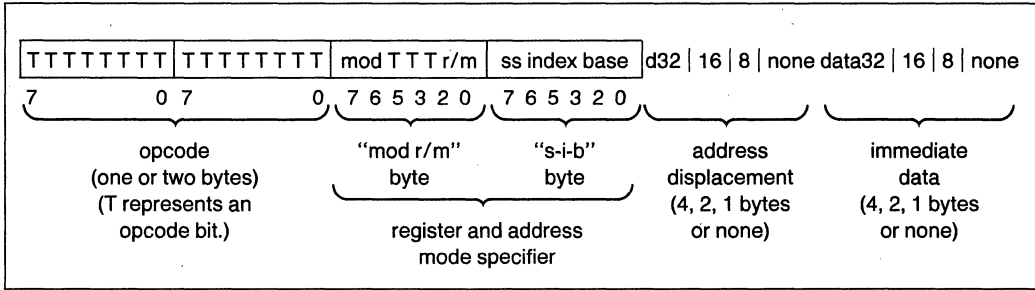 TTTTTTTT TTTTTTTT mod TTT r/m ss index base d32 | 16 | 8 | none data32 | 16 | 8 | none
7 0 7 0 7 6 5 3 2 0 7 6 5 3 2 0
opcode
(one or two bytes)
(T represents an
opcode bit.)
"mod r/m"
byte
"s-i-b"
byte
register and address
mode specifier
address
displacement
(4, 2, 1 bytes
or none)
immediate
data
(4, 2, 1 bytes
or none)